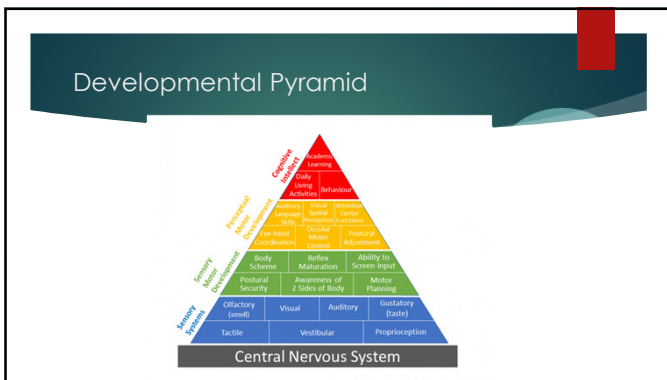 Developmental Pyramid
Cognitive
Intellect
Academic
Learning
Daily
Living
Activities
Behaviour
Perceptual
Motor
Development
Auditory
Language
Skills
Visual
Spatial
Perception
Attention
Center
Functions
Eye-hand
Coordination
Occular
Motor
Control
Postural
Adjustment
Sensory
Motor
Development
Body
Scheme
Reflex
Maturation
Ability to
Screen Input
Postural
Security
Awareness of
2 Sides of Body
Motor
Planning
Sensory
Systems
Olfactory
(smell)
Visual
Auditory
Gustatory
(taste)
Tactile
Vestibular
Proprioception
Central Nervous System